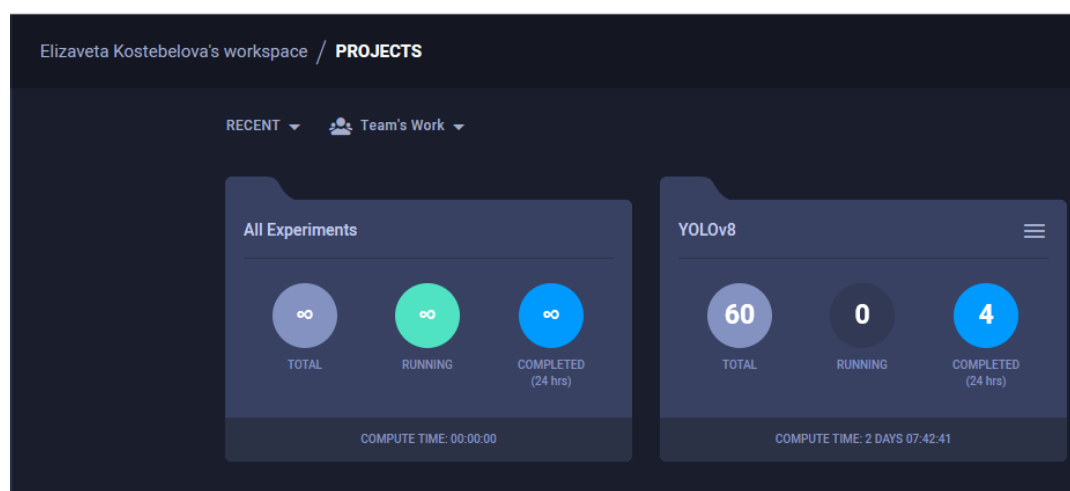 Elizaveta Kostebelova's workspace / PROJECTS
RECENT Team's Work
All Experiments
∞ ∞ ∞
TOTAL RUNNING COMPLETED
(24 hrs)
COMPUTE TIME: 00:00:00
YOLOv8
60 0 4
TOTAL RUNNING COMPLETED
(24 hrs)
COMPUTE TIME: 2 DAYS 07:42:41